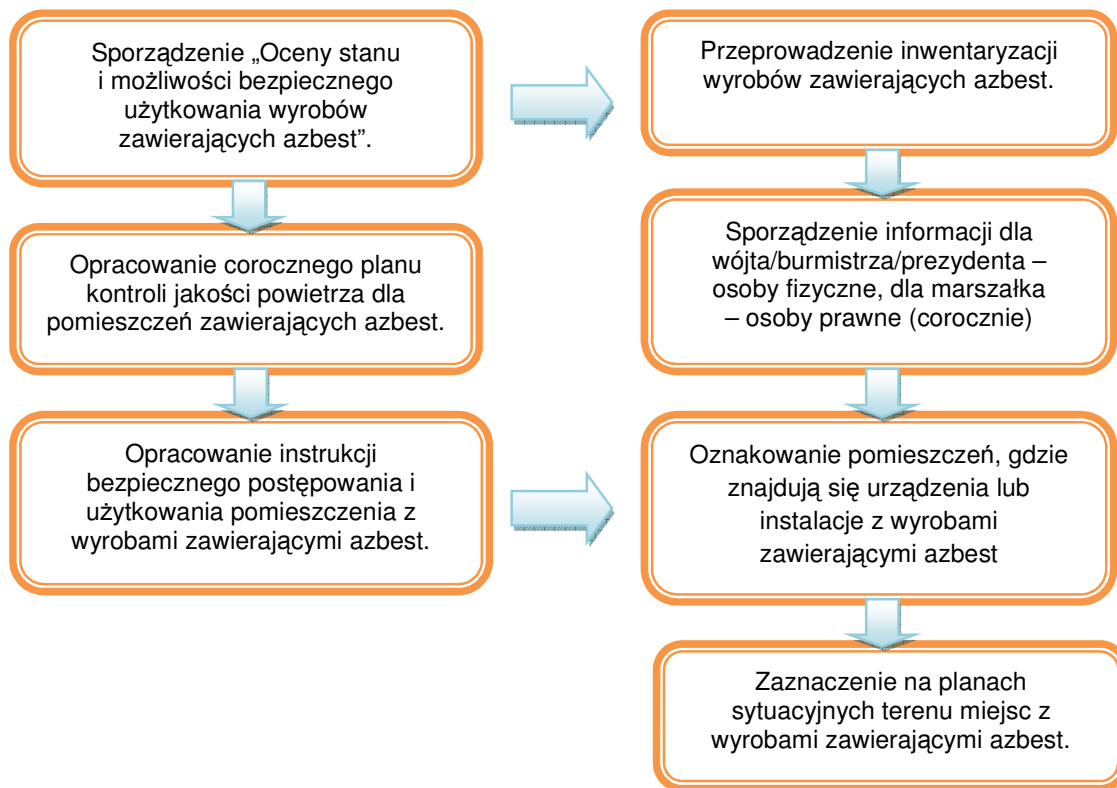 Sporządzenie „Oceny stanu
i możliwości bezpiecznego
użytkowania wyrobów
zawierających azbest”.
Przeprowadzenie inwentaryzacji
wyrobów zawierających azbest.
Opracowanie corocznego planu
kontroli jakości powietrza dla
pomieszczeń zawierających azbest.
Sporządzenie informacji dla
wójta/burmistrza/prezydenta –
osoby fizyczne, dla marszałka
– osoby prawne (corocznie)
Opracowanie instrukcji
bezpiecznego postępowania i
użytkowania pomieszczenia z
wyrobami zawierającymi azbest.
Oznakowanie pomieszczeń, gdzie
znajdują się urządzenia lub
instalacje z wyrobami
zawierającymi azbest
Zaznaczenie na planach
sytuacyjnych terenu miejsc z
wyrobami zawierającymi azbest.